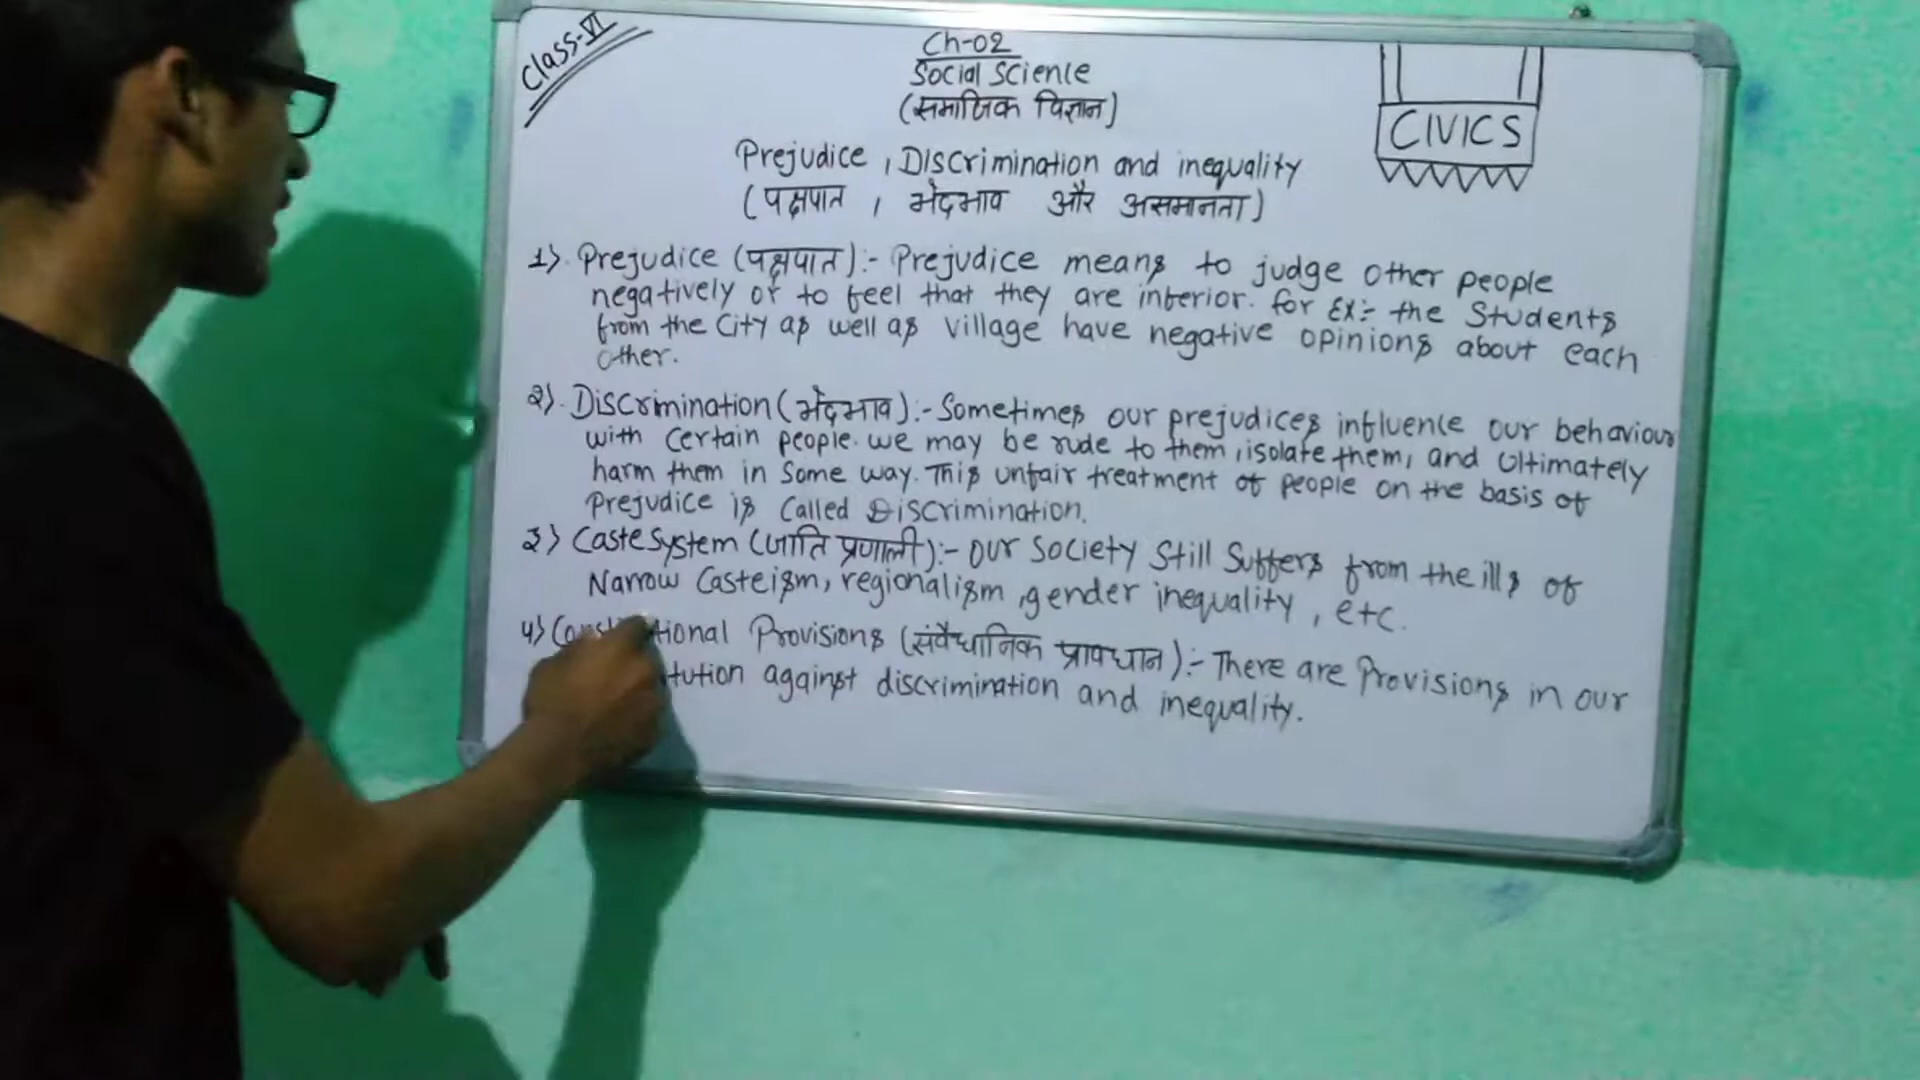 Class-VI
Ch-02
Social Science
(समाजिक विज्ञान)
CIVICS
Prejudice, Discrimination and inequality
(पक्षपात, भेदभाव और असमानता)
1) Prejudice (पक्षपात):- Prejudice means to judge other people
negatively or to feel that they are inferior. for Ex:- the Students
from the City as well as village have negative opinions about each
other.
2) Discrimination (भेदभाव):- Sometimes our prejudices influence our behaviour
with certain people. we may be rude to them, isolate them, and Ultimately
harm them in some way. This unfair treatment of people on the basis of
Prejudice is called Discrimination.
3) Caste System (जाति प्रणाली):- Our Society Still Suffers from the ills of
Narrow Casteism, regionalism, gender inequality, etc.
4) Provisions (संवैधानिक प्रावधान):- There are Provisions in our
against discrimination and inequality.